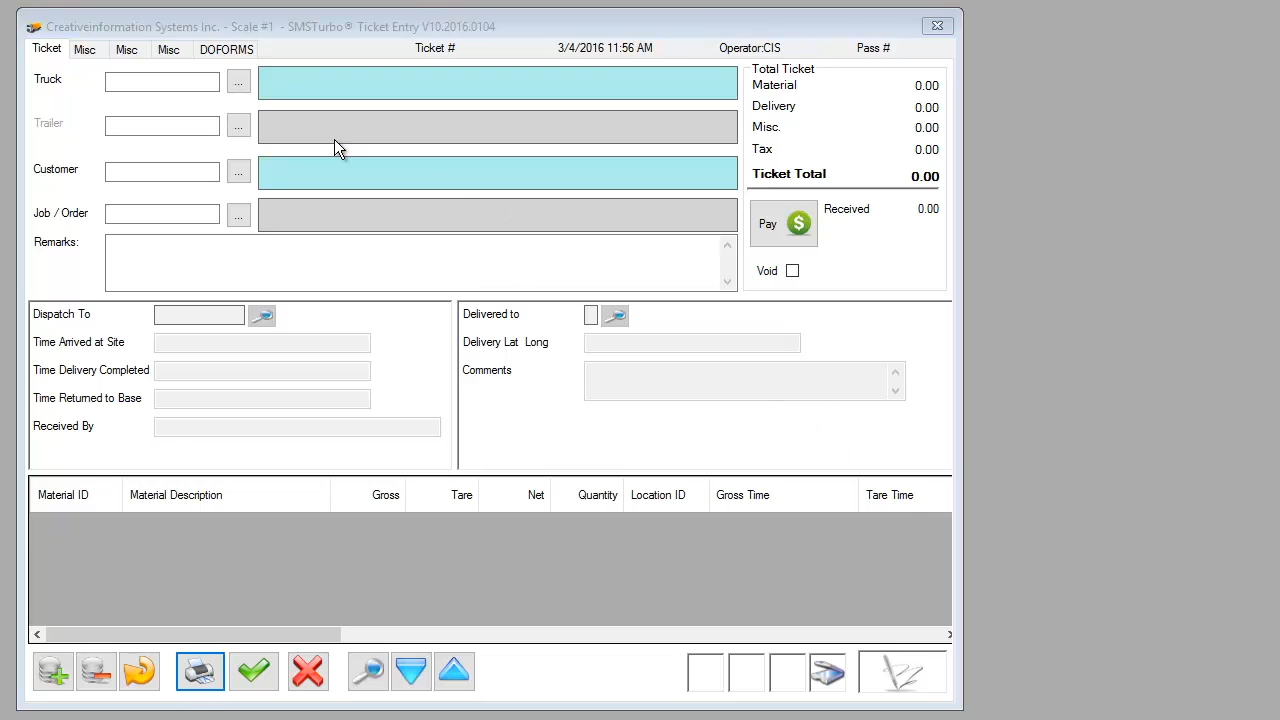 Creativeinformation Systems Inc. - Scale #1 - SMSTurbo® Ticket Entry V10.2016.0104
Ticket Misc Misc Misc DOFORMS Ticket # 3/4/2016 11:56 AM Operator:CIS Pass #
Truck ...
Trailer ...
Customer ...
Job / Order ...
Remarks:
Total Ticket
Material 0.00
Delivery 0.00
Misc. 0.00
Tax 0.00
Ticket Total 0.00
Pay $ Received 0.00
Void
Dispatch To
Time Arrived at Site
Time Delivery Completed
Time Returned to Base
Received By
Delivered to
Delivery Lat Long
Comments
Material ID Material Description Gross Tare Net Quantity Location ID Gross Time Tare Time